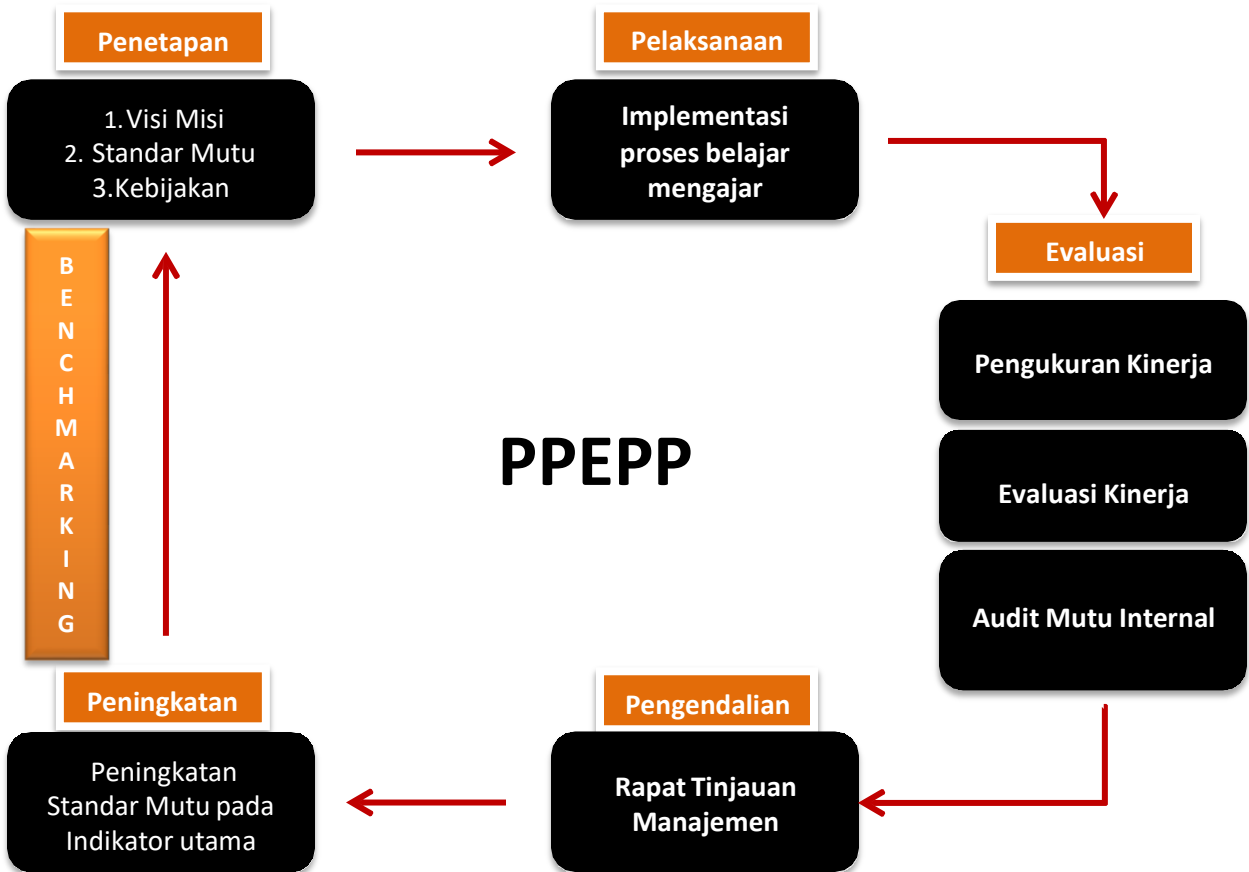 Penetapan
1.Visi Misi
2. Standar Mutu
3.Kebijakan
Pelaksanaan
Implementasi
proses belajar
mengajar
Evaluasi
Pengukuran Kinerja
Evaluasi Kinerja
Audit Mutu Internal
B
E
N
C
H
M
A
R
K
I
N
G
PPEPP
Peningkatan
Peningkatan
Standar Mutu pada
Indikator utama
Pengendalian
Rapat Tinjauan
Manajemen